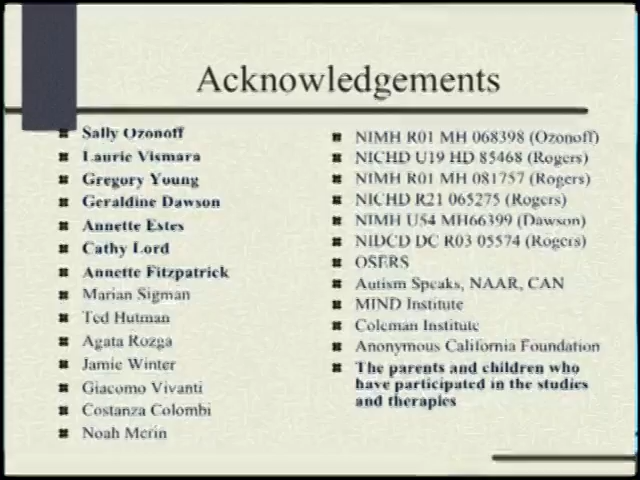 Acknowledgements
Sally Ozonoff
Laurie Vismara
Gregory Young
Geraldine Dawson
Annette Estes
Cathy Lord
Annette Fitzpatrick
Marian Sigman
Ted Hutman
Agata Rozga
Jamie Winter
Giacomo Vivanti
Costanza Colombi
Noah Merin
NIMH R01 MH 068398 (Ozonoff)
NICHD U19 HD 85468 (Rogers)
NIMH R01 MH 081757 (Rogers)
NICHD R21 065275 (Rogers)
NIMH U54 MH66399 (Dawson)
NIDCD DC R03 05574 (Rogers)
OSERS
Autism Speaks, NAAR, CAN
MIND Institute
Coleman Institute
Anonymous California Foundation
The parents and children who
have participated in the studies
and therapies